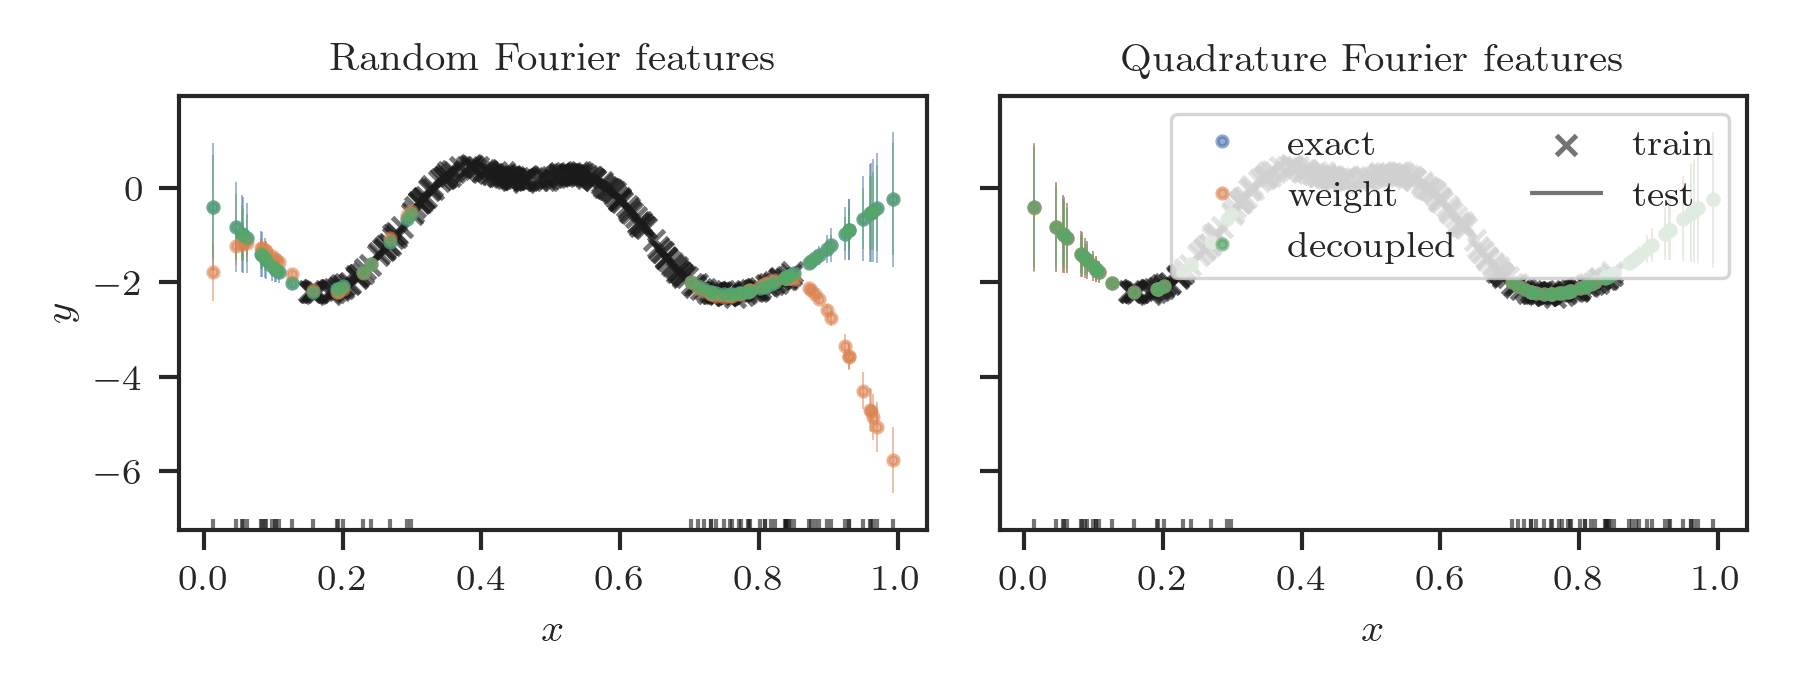 Random Fourier features
Quadrature Fourier features
y
0
−2
−4
−6
0.0 0.2 0.4 0.6 0.8 1.0
x
exact
weight
decoupled
train
test
0.0 0.2 0.4 0.6 0.8 1.0
x